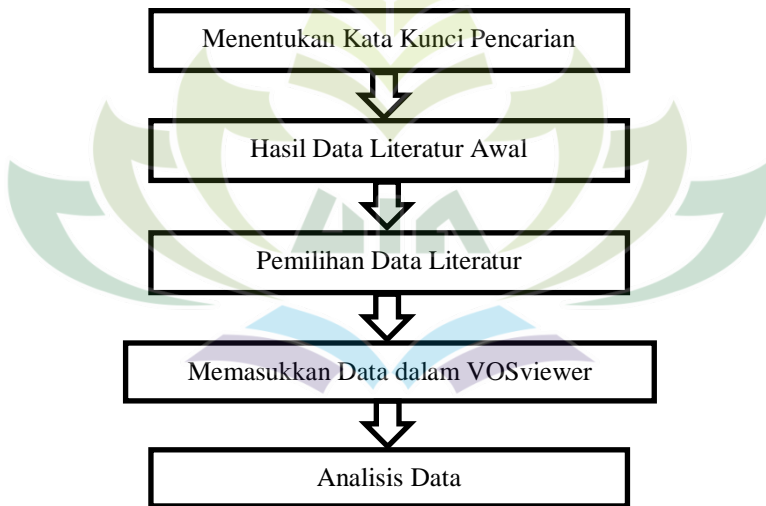 Menentukan Kata Kunci Pencarian
Hasil Data Literatur Awal
Pemilihan Data Literatur
Memasukkan Data dalam VOSviewer
Analisis Data